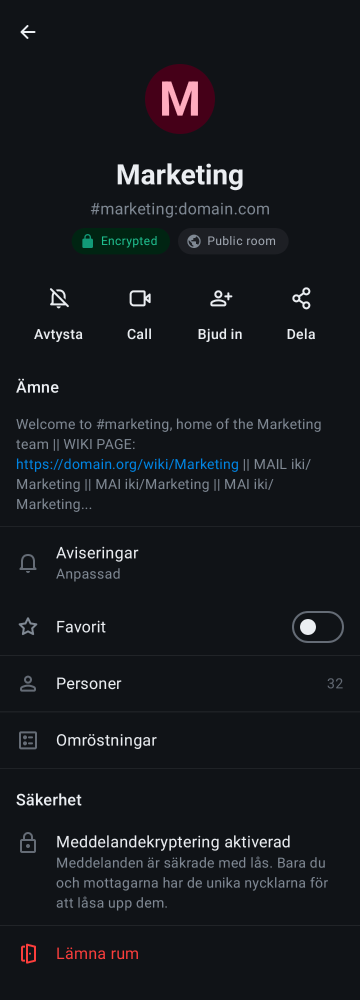 M
Marketing
#marketing:domain.com
Encrypted
Public room
Avtysta
Call
Bjud in
Dela
Ämne
Welcome to #marketing, home of the Marketing
team || WIKI PAGE:
https://domain.org/wiki/Marketing || MAIL iki/
Marketing || MAI iki/Marketing || MAI iki/
Marketing...
Aviseringar
Anpassad
Favorit
Personer
32
Omröstningar
Säkerhet
Meddelandekryptering aktiverad
Meddelanden är säkrade med lås. Bara du
och mottagarna har de unika nycklarna för
att låsa upp dem.
Lämna rum